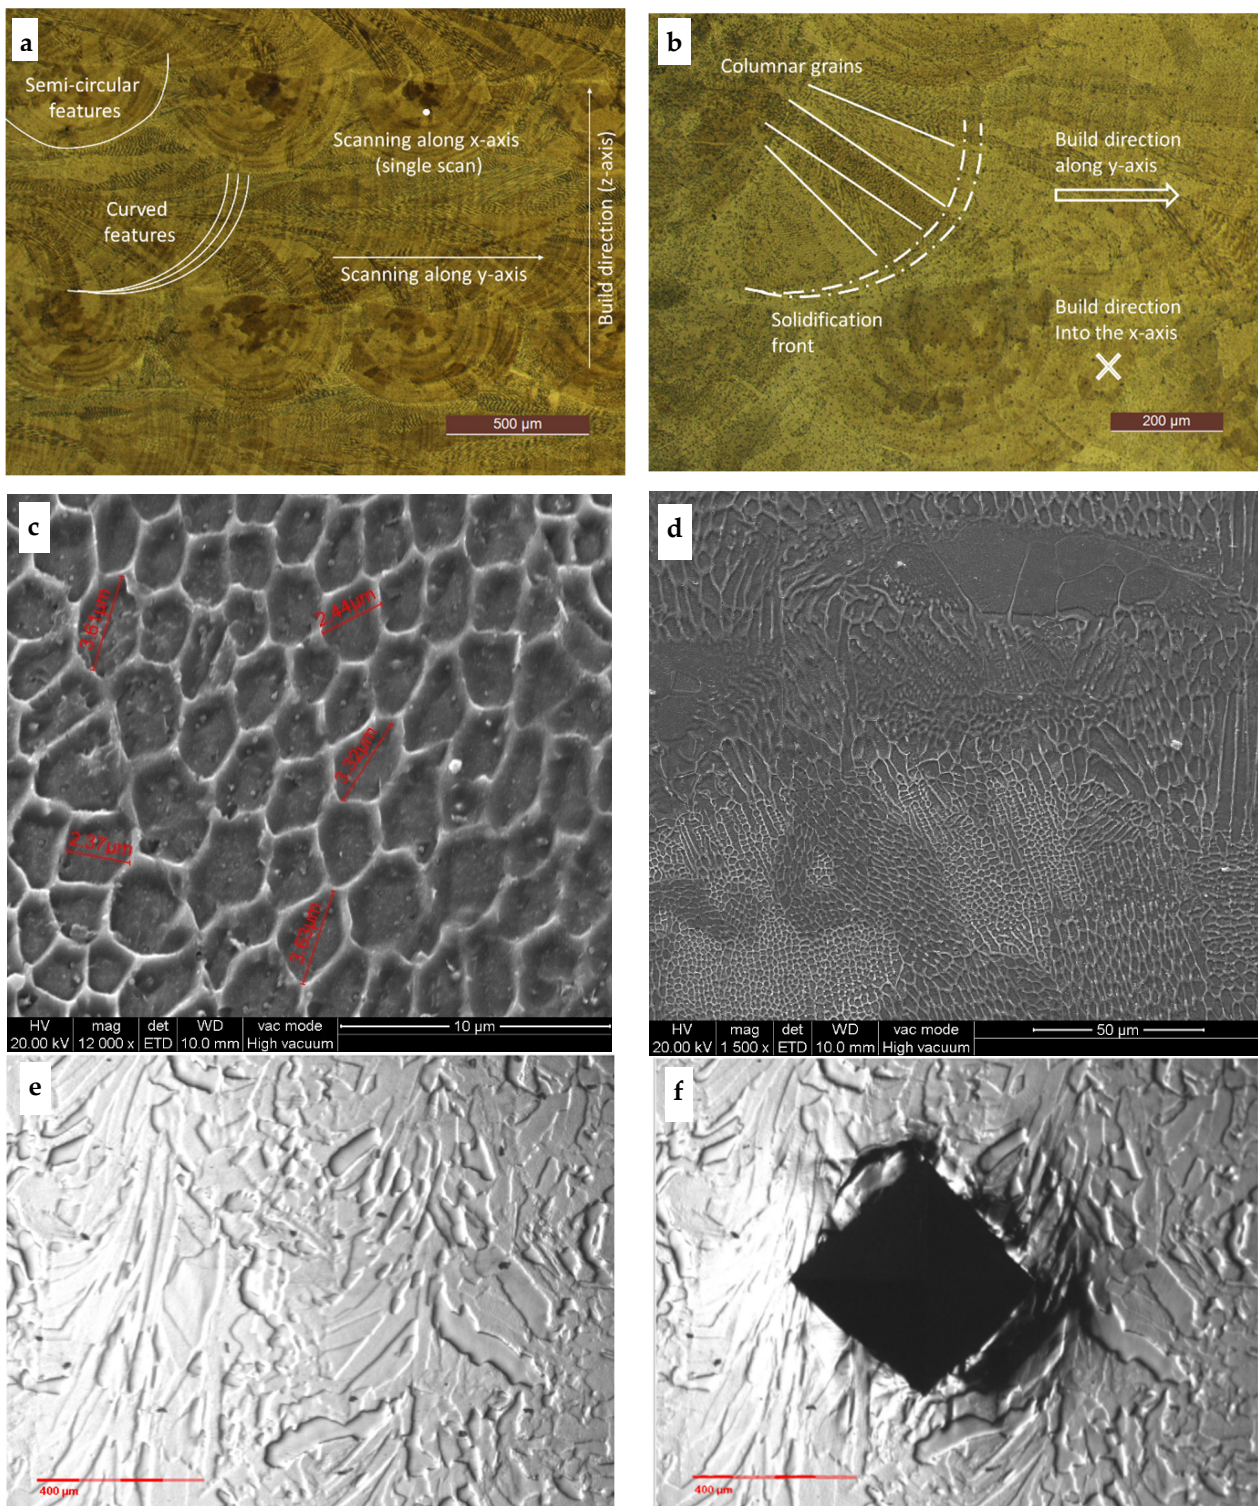 a
Semi-circular
features
Scanning along x-axis
(single scan)
Curved
features
Scanning along y-axis
Build direction (z-axis)
500 µm
b
Columnar grains
Build direction
along y-axis
Solidification
front
Build direction
Into the x-axis
200 µm
c
3.61µm
2.44µm
3.32µm
2.37µm
3.63µm
HV mag det WD vac mode
20.00 kV 12 000 x ETD 10.0 mm High vacuum
10 µm
d
HV mag det WD vac mode
20.00 kV 1 500 x ETD 10.0 mm High vacuum
50 µm
e
400 µm
f
400 µm